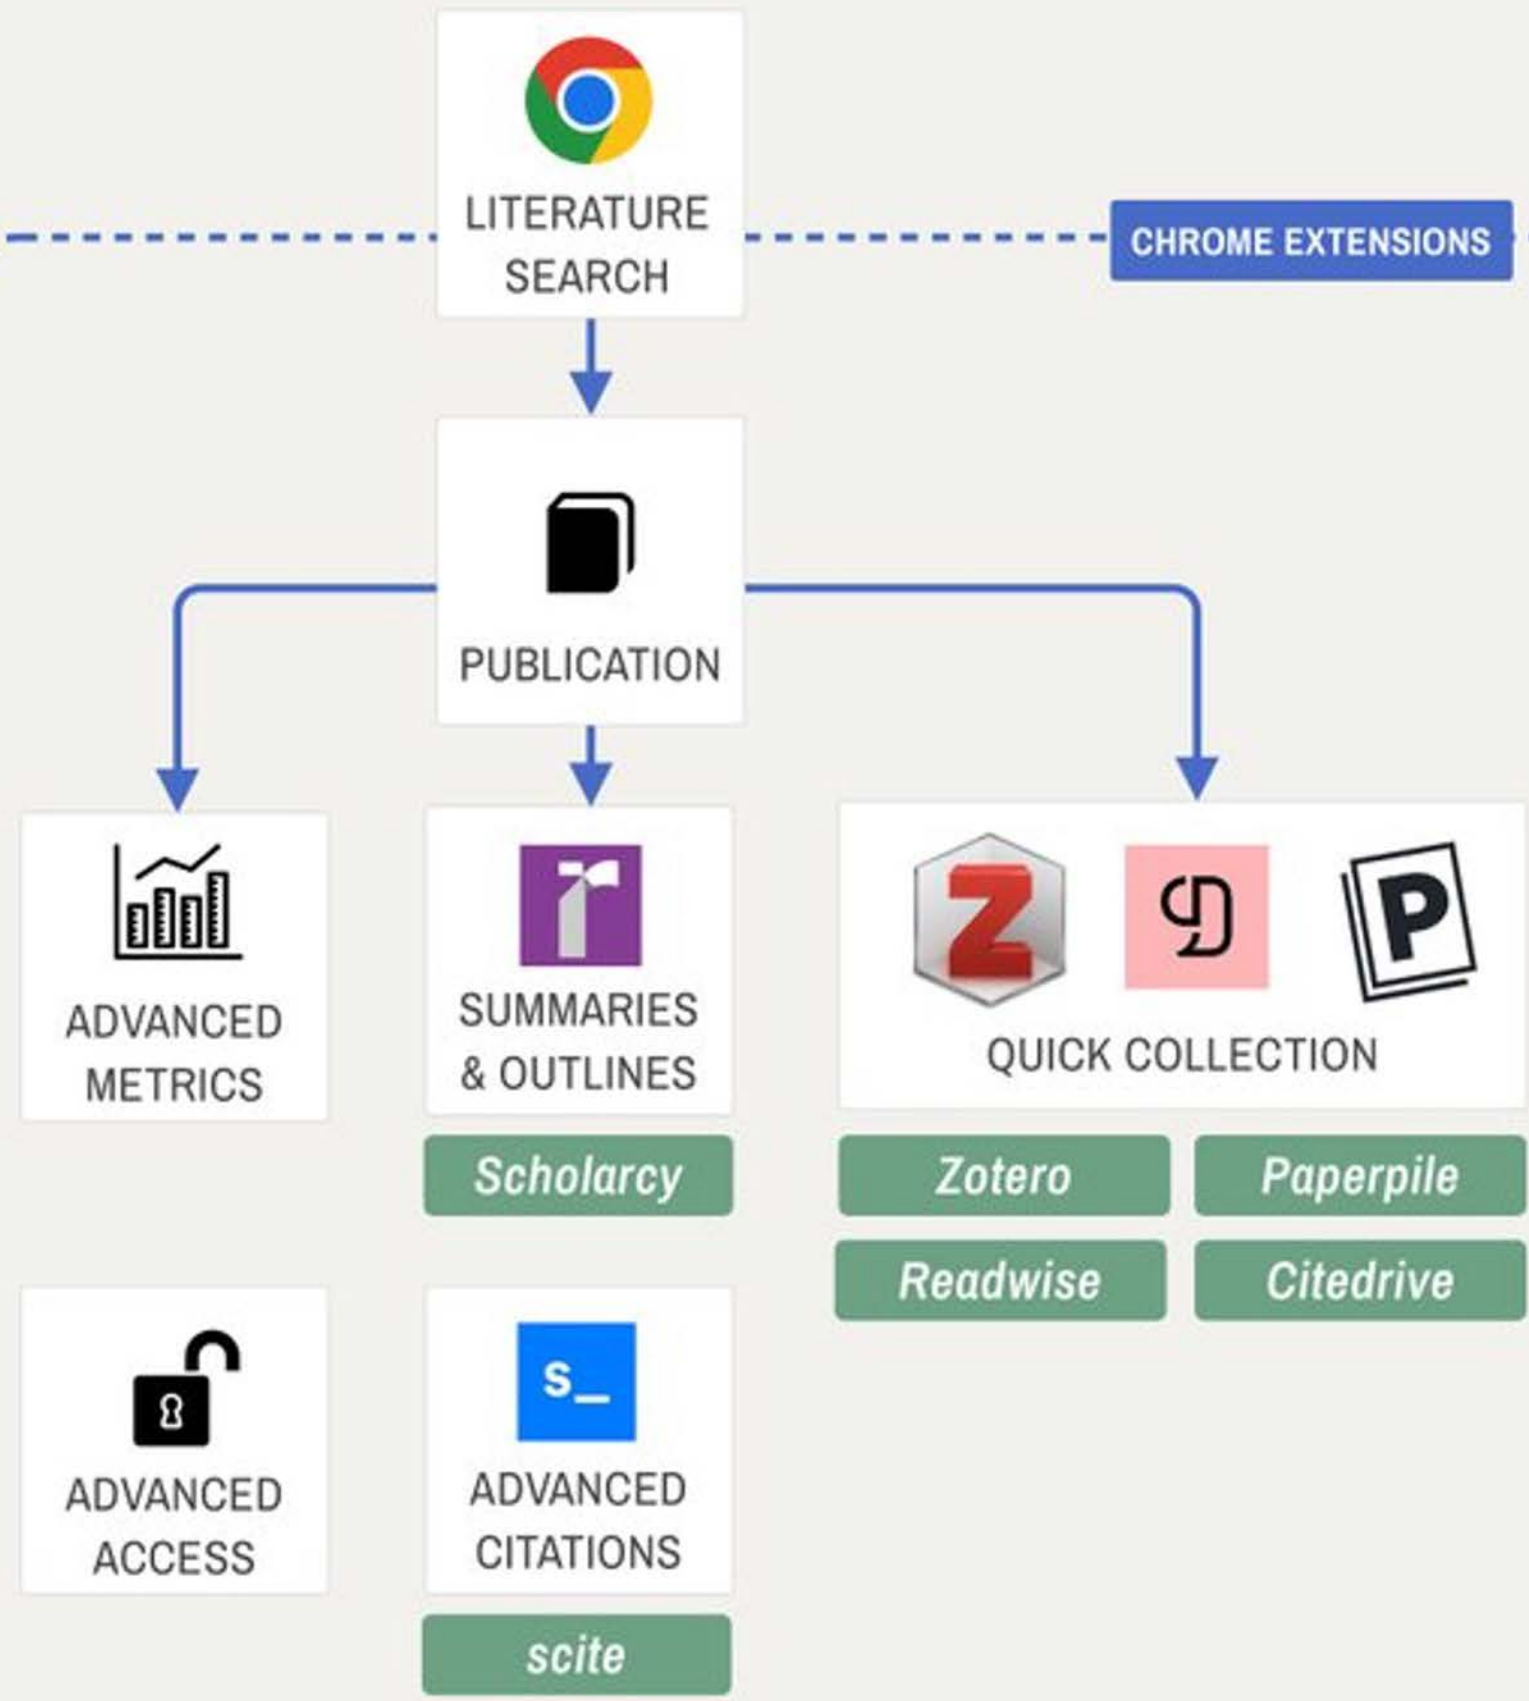 LITERATURE
SEARCH
CHROME EXTENSIONS
PUBLICATION
ADVANCED
METRICS
SUMMARIES
& OUTLINES
Scholarcy
Z
P
QUICK COLLECTION
Zotero
Paperpile
Readwise
Citedrive
ADVANCED
ACCESS
s_
ADVANCED
CITATIONS
scite